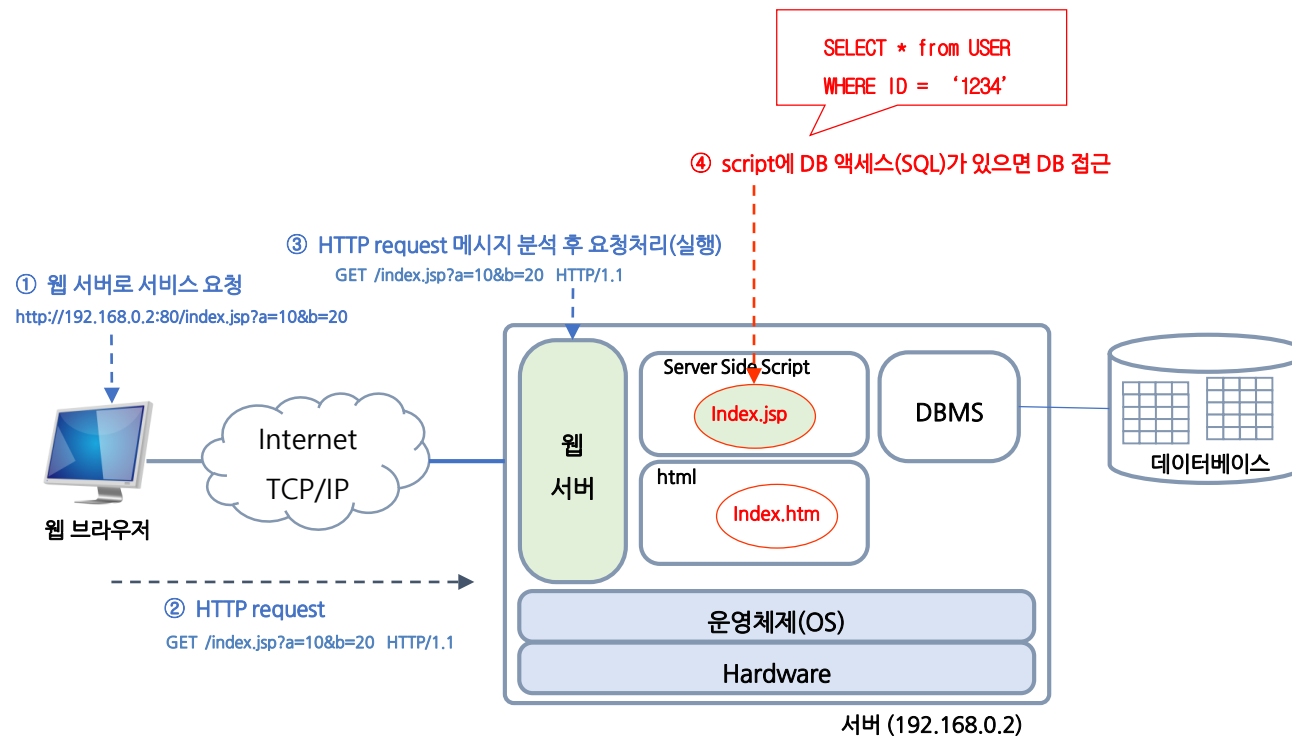 SELECT * from USER
WHERE ID = ‘1234’
④ script에 DB 액세스(SQL)가 있으면 DB 접근
③ HTTP request 메시지 분석 후 요청처리(실행)
GET /index.jsp?a=10&b=20 HTTP/1.1
① 웹 서버로 서비스 요청
http://192.168.0.2:80/index.jsp?a=10&b=20
Server Side Script
Index.jsp
DBMS
Internet
TCP/IP
웹
서버
html
Index.htm
데이터베이스
웹 브라우저
② HTTP request
GET /index.jsp?a=10&b=20 HTTP/1.1
운영체제(OS)
Hardware
서버 (192.168.0.2)